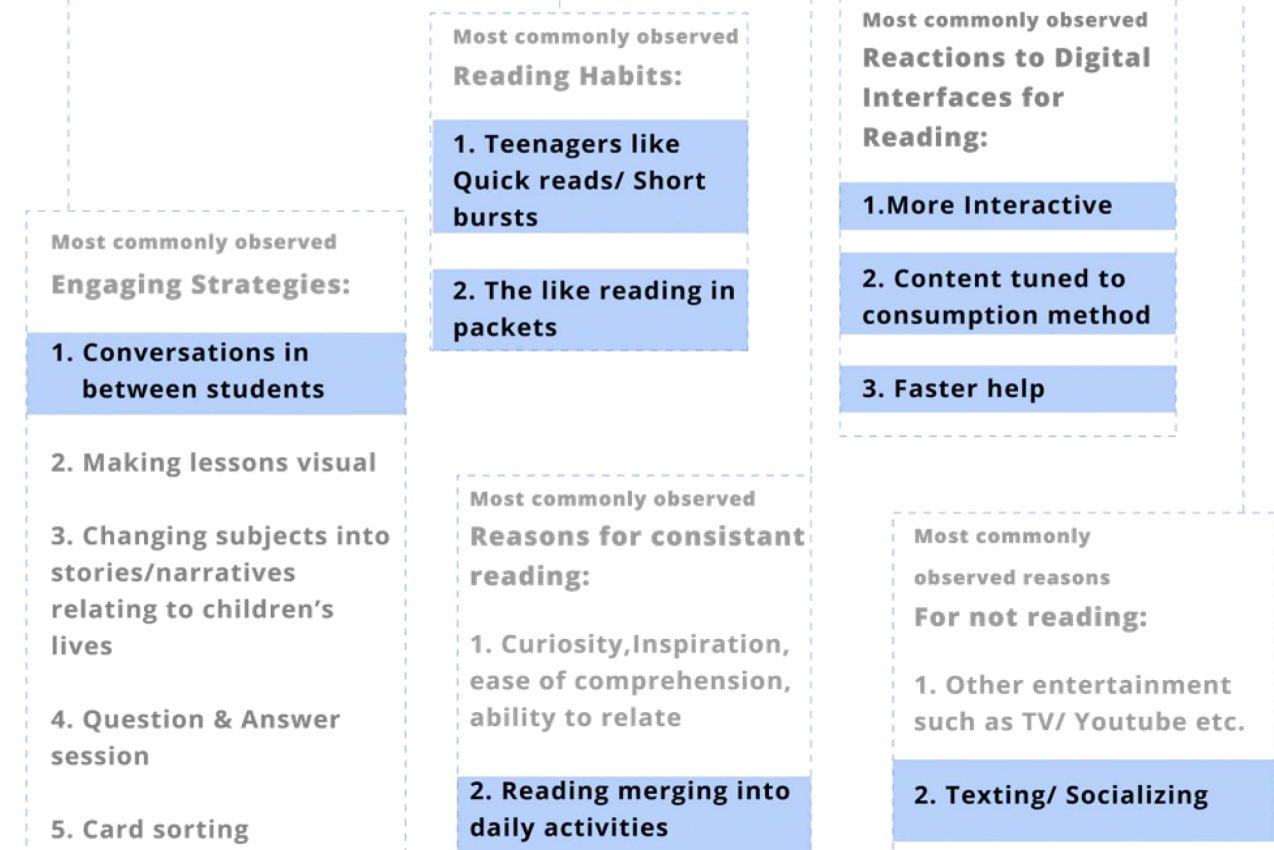 Most commonly observed
Engaging Strategies:
1. Conversations in
between students
2. Making lessons visual
3. Changing subjects into
stories/narratives
relating to children's
lives
4. Question & Answer
session
5. Card sorting
Most commonly observed
Reading Habits:
1. Teenagers like
Quick reads/ Short
bursts
2. The like reading in
packets
Most commonly observed
Reasons for consistant
reading:
1. Curiosity,Inspiration,
ease of comprehension,
ability to relate
2. Reading merging into
daily activities
Most commonly observed
Reactions to Digital
Interfaces for
Reading:
1.More Interactive
2. Content tuned to
consumption method
3. Faster help
Most commonly
observed reasons
For not reading:
1. Other entertainment
such as TV/ Youtube etc.
2. Texting/ Socializing